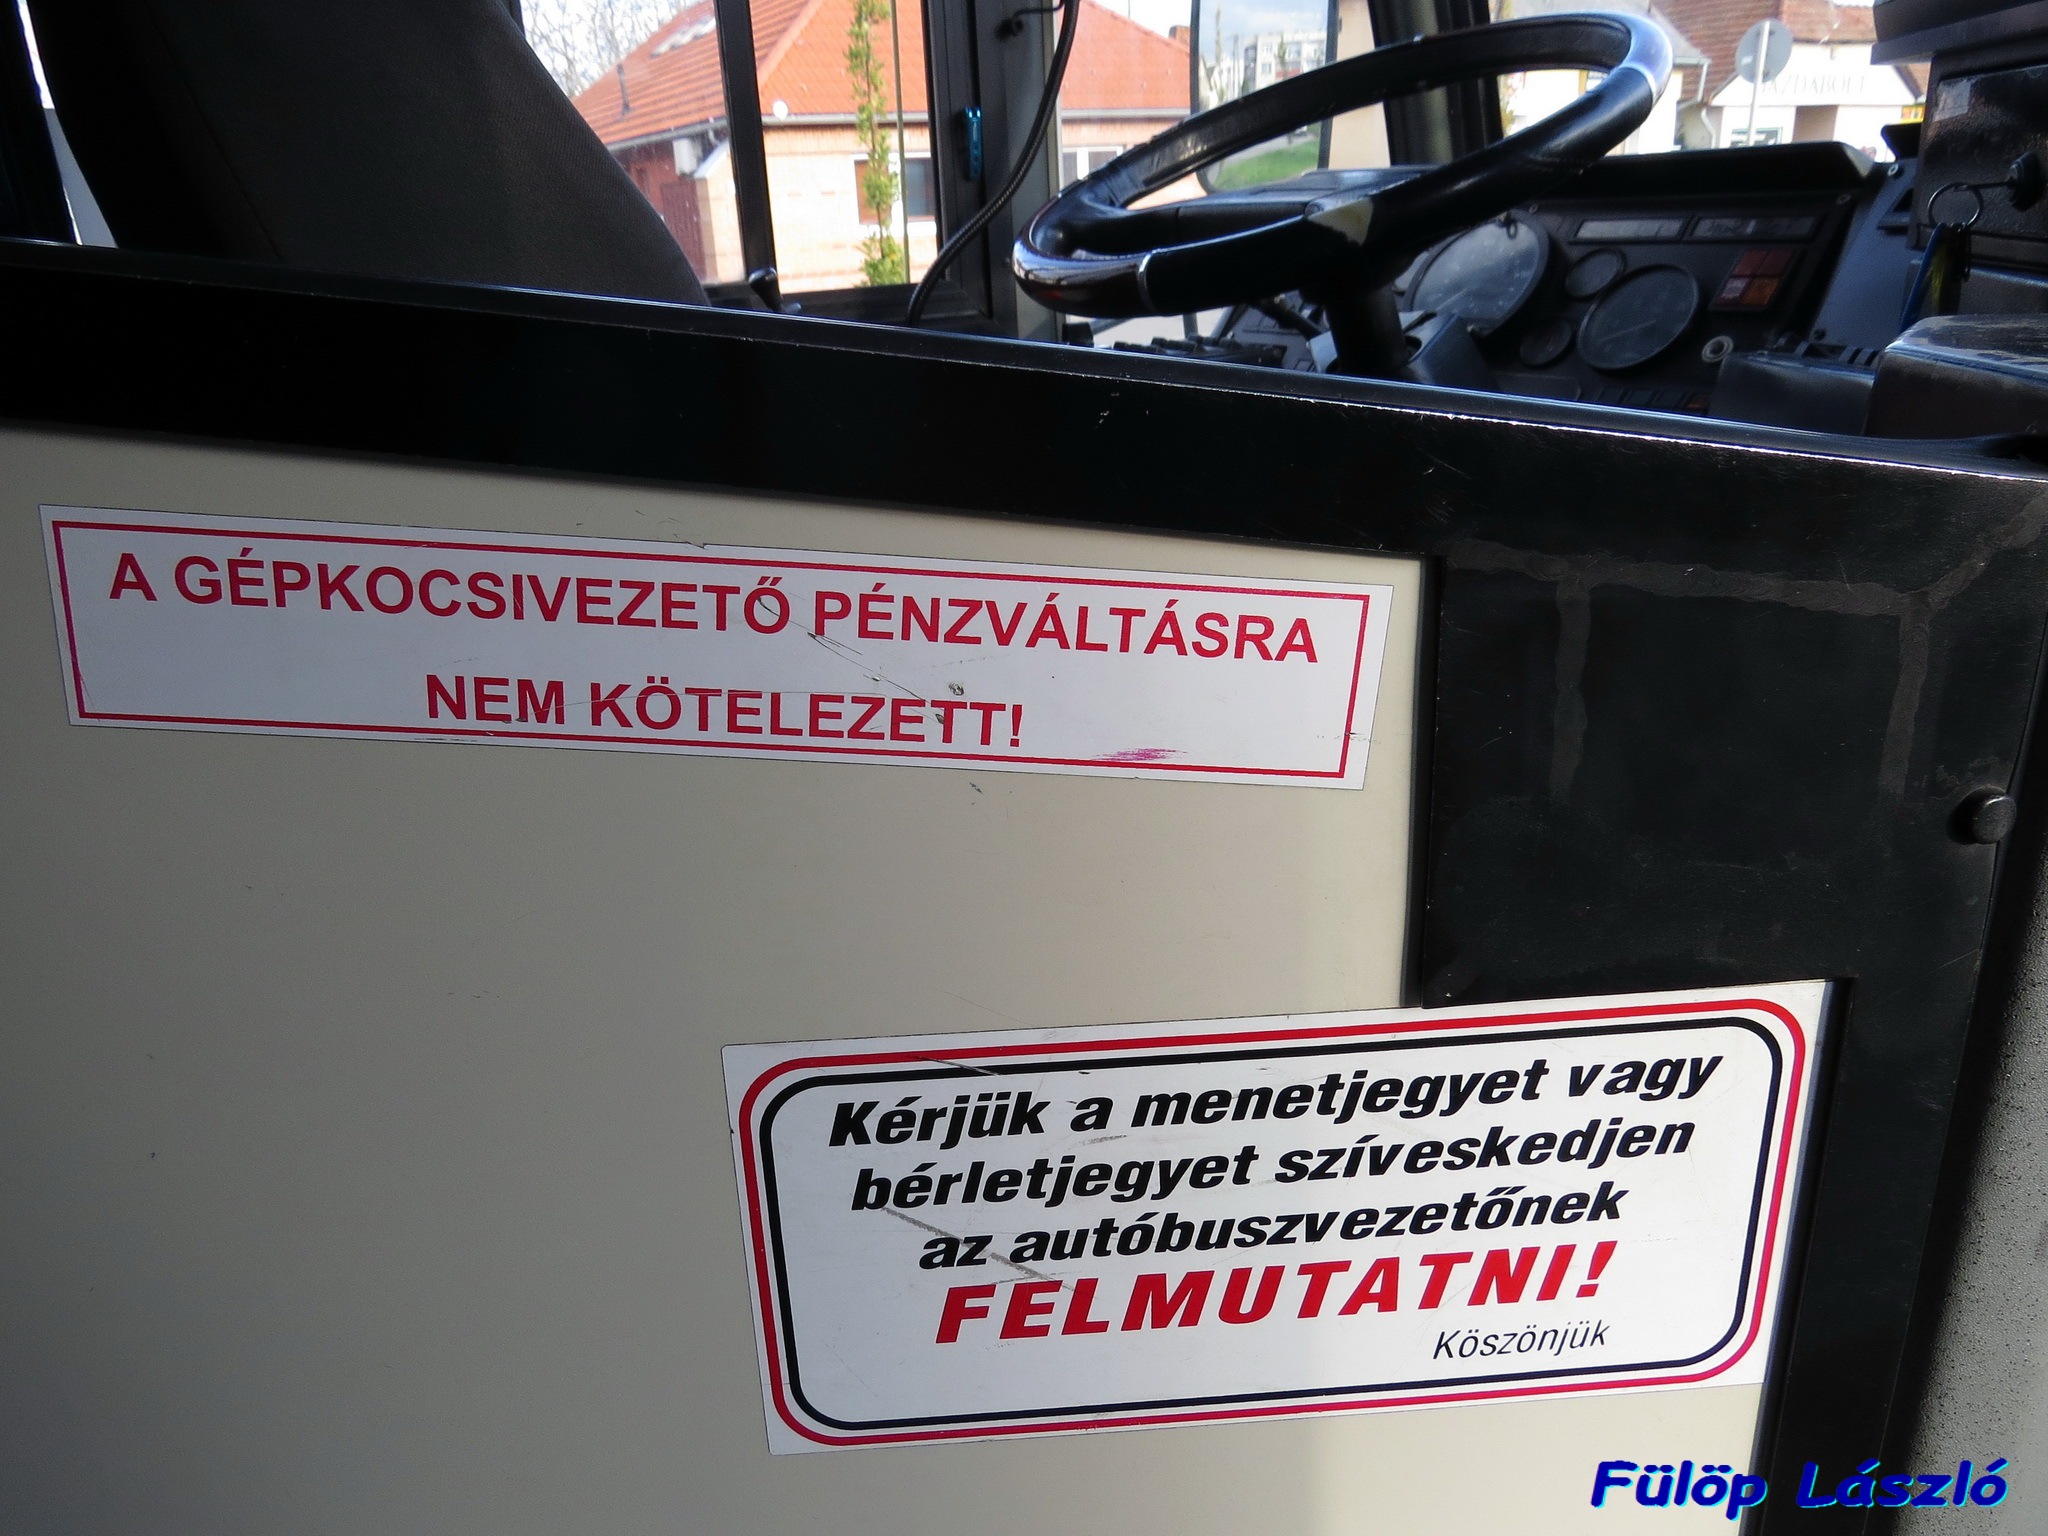 A GÉPKOCSIVEZETŐ PÉNZVÁLTÁSRA
NEM KÖTELEZETT!
Kérjük a menetjegyet vagy
bérletjegyet szíveskedjen
az autóbuszvezetőnek
FELMUTATNI!
Köszönjük
Fülöp László